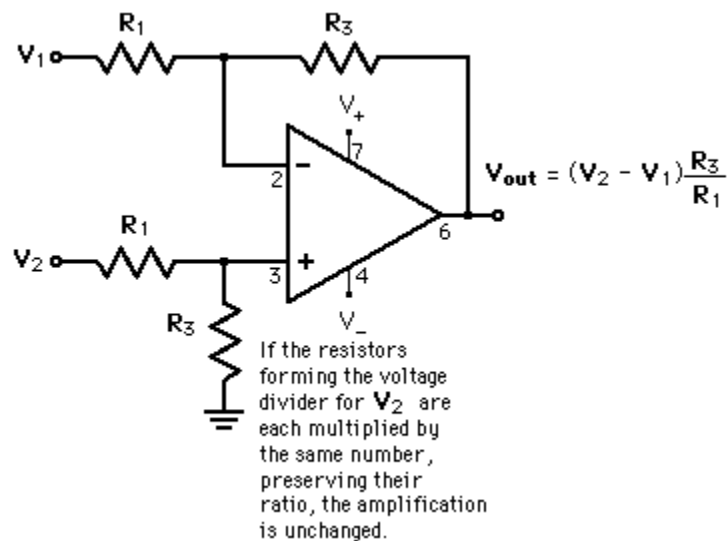 R1
R3
V1
V+
7
2
-
Vout = (V2 - V1) R3
R1
6
R1
V2
3
+
4
V-
R3
If the resistors
forming the voltage
divider for V2 are
each multiplied by
the same number,
preserving their
ratio, the amplification
is unchanged.